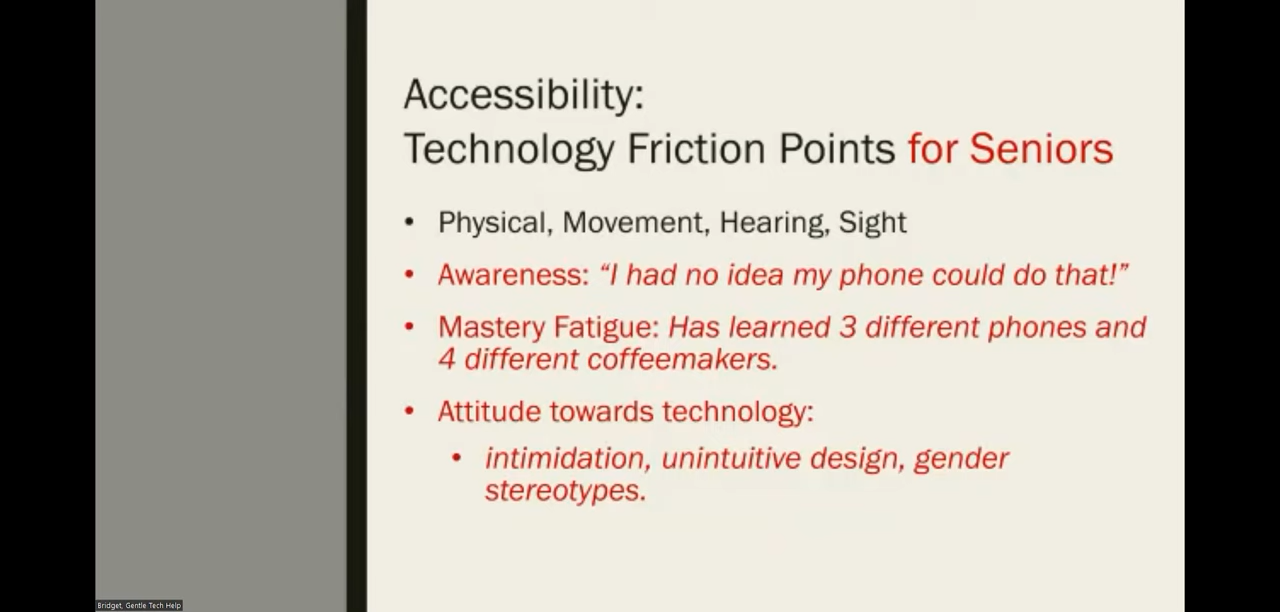 Accessibility:
Technology Friction Points for Seniors
• Physical, Movement, Hearing, Sight
• Awareness: “I had no idea my phone could do that!”
• Mastery Fatigue: Has learned 3 different phones and
4 different coffeemakers.
• Attitude towards technology:
• intimidation, unintuitive design, gender
stereotypes.
Bridget, Gentle Tech Help